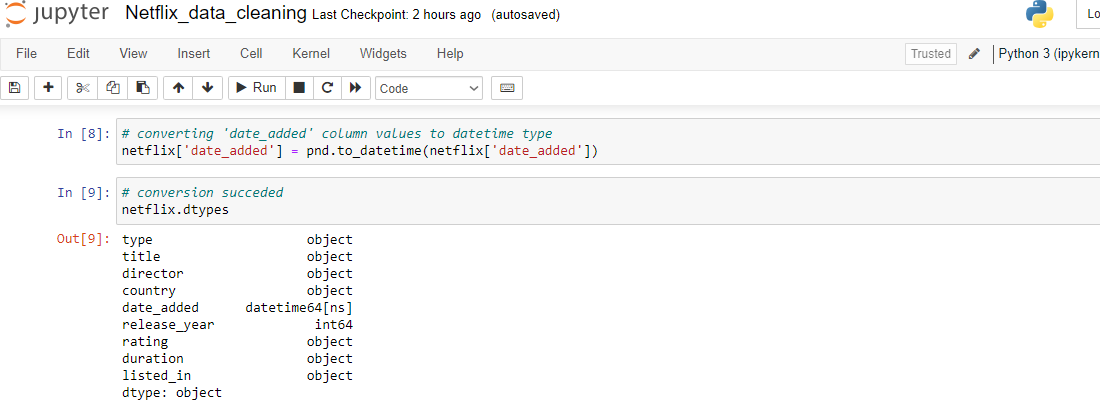 jupyter Netflix_data_cleaning Last Checkpoint: 2 hours ago (autosaved)
File Edit View Insert Cell Kernel Widgets Help Trusted Python 3 (ipykern
Run Code
In [8]: # converting 'date_added' column values to datetime type
netflix['date_added'] = pnd.to_datetime(netflix['date_added'])
In [9]: # conversion succeded
netflix.dtypes
Out[9]: type object
title object
director object
country object
date_added datetime64[ns]
release_year int64
rating object
duration object
listed_in object
dtype: object